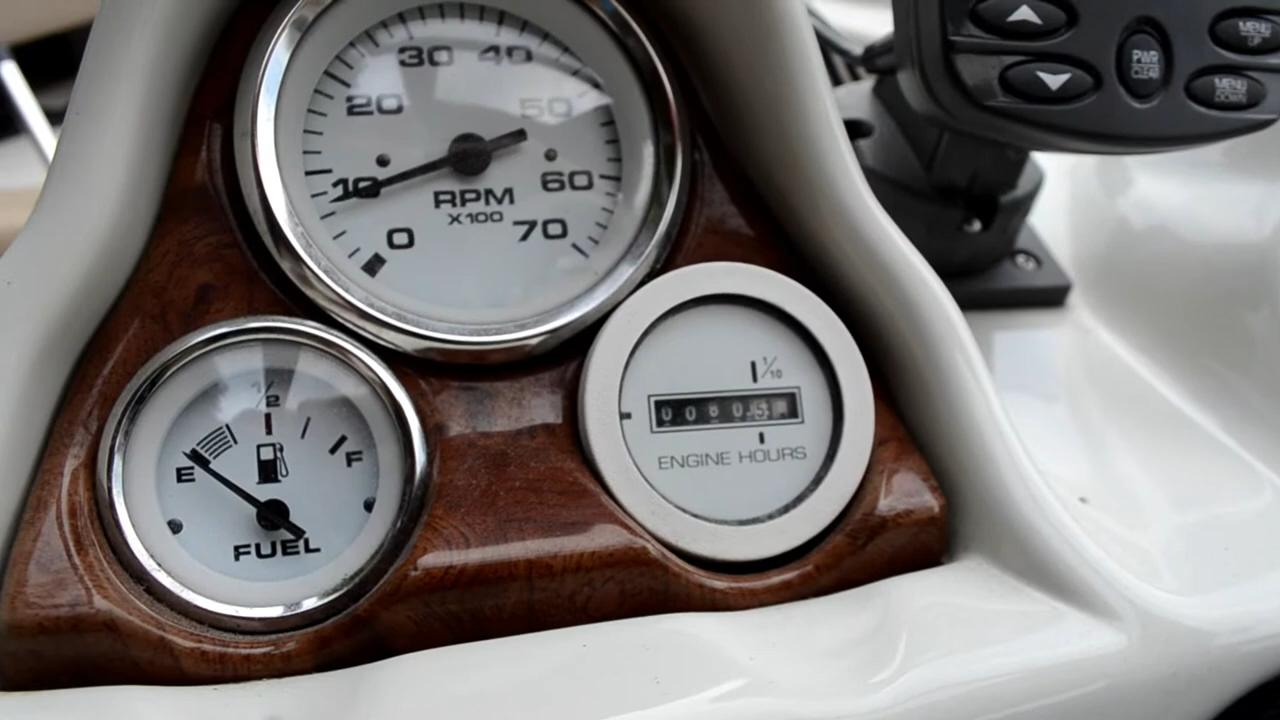 30 40
20 50
10 60
RPM
X100
0 70
1/2
E F
FUEL
1/10
ENGINE HOURS
PWR
CLEAR
MENU
UP
MENU
DOWN